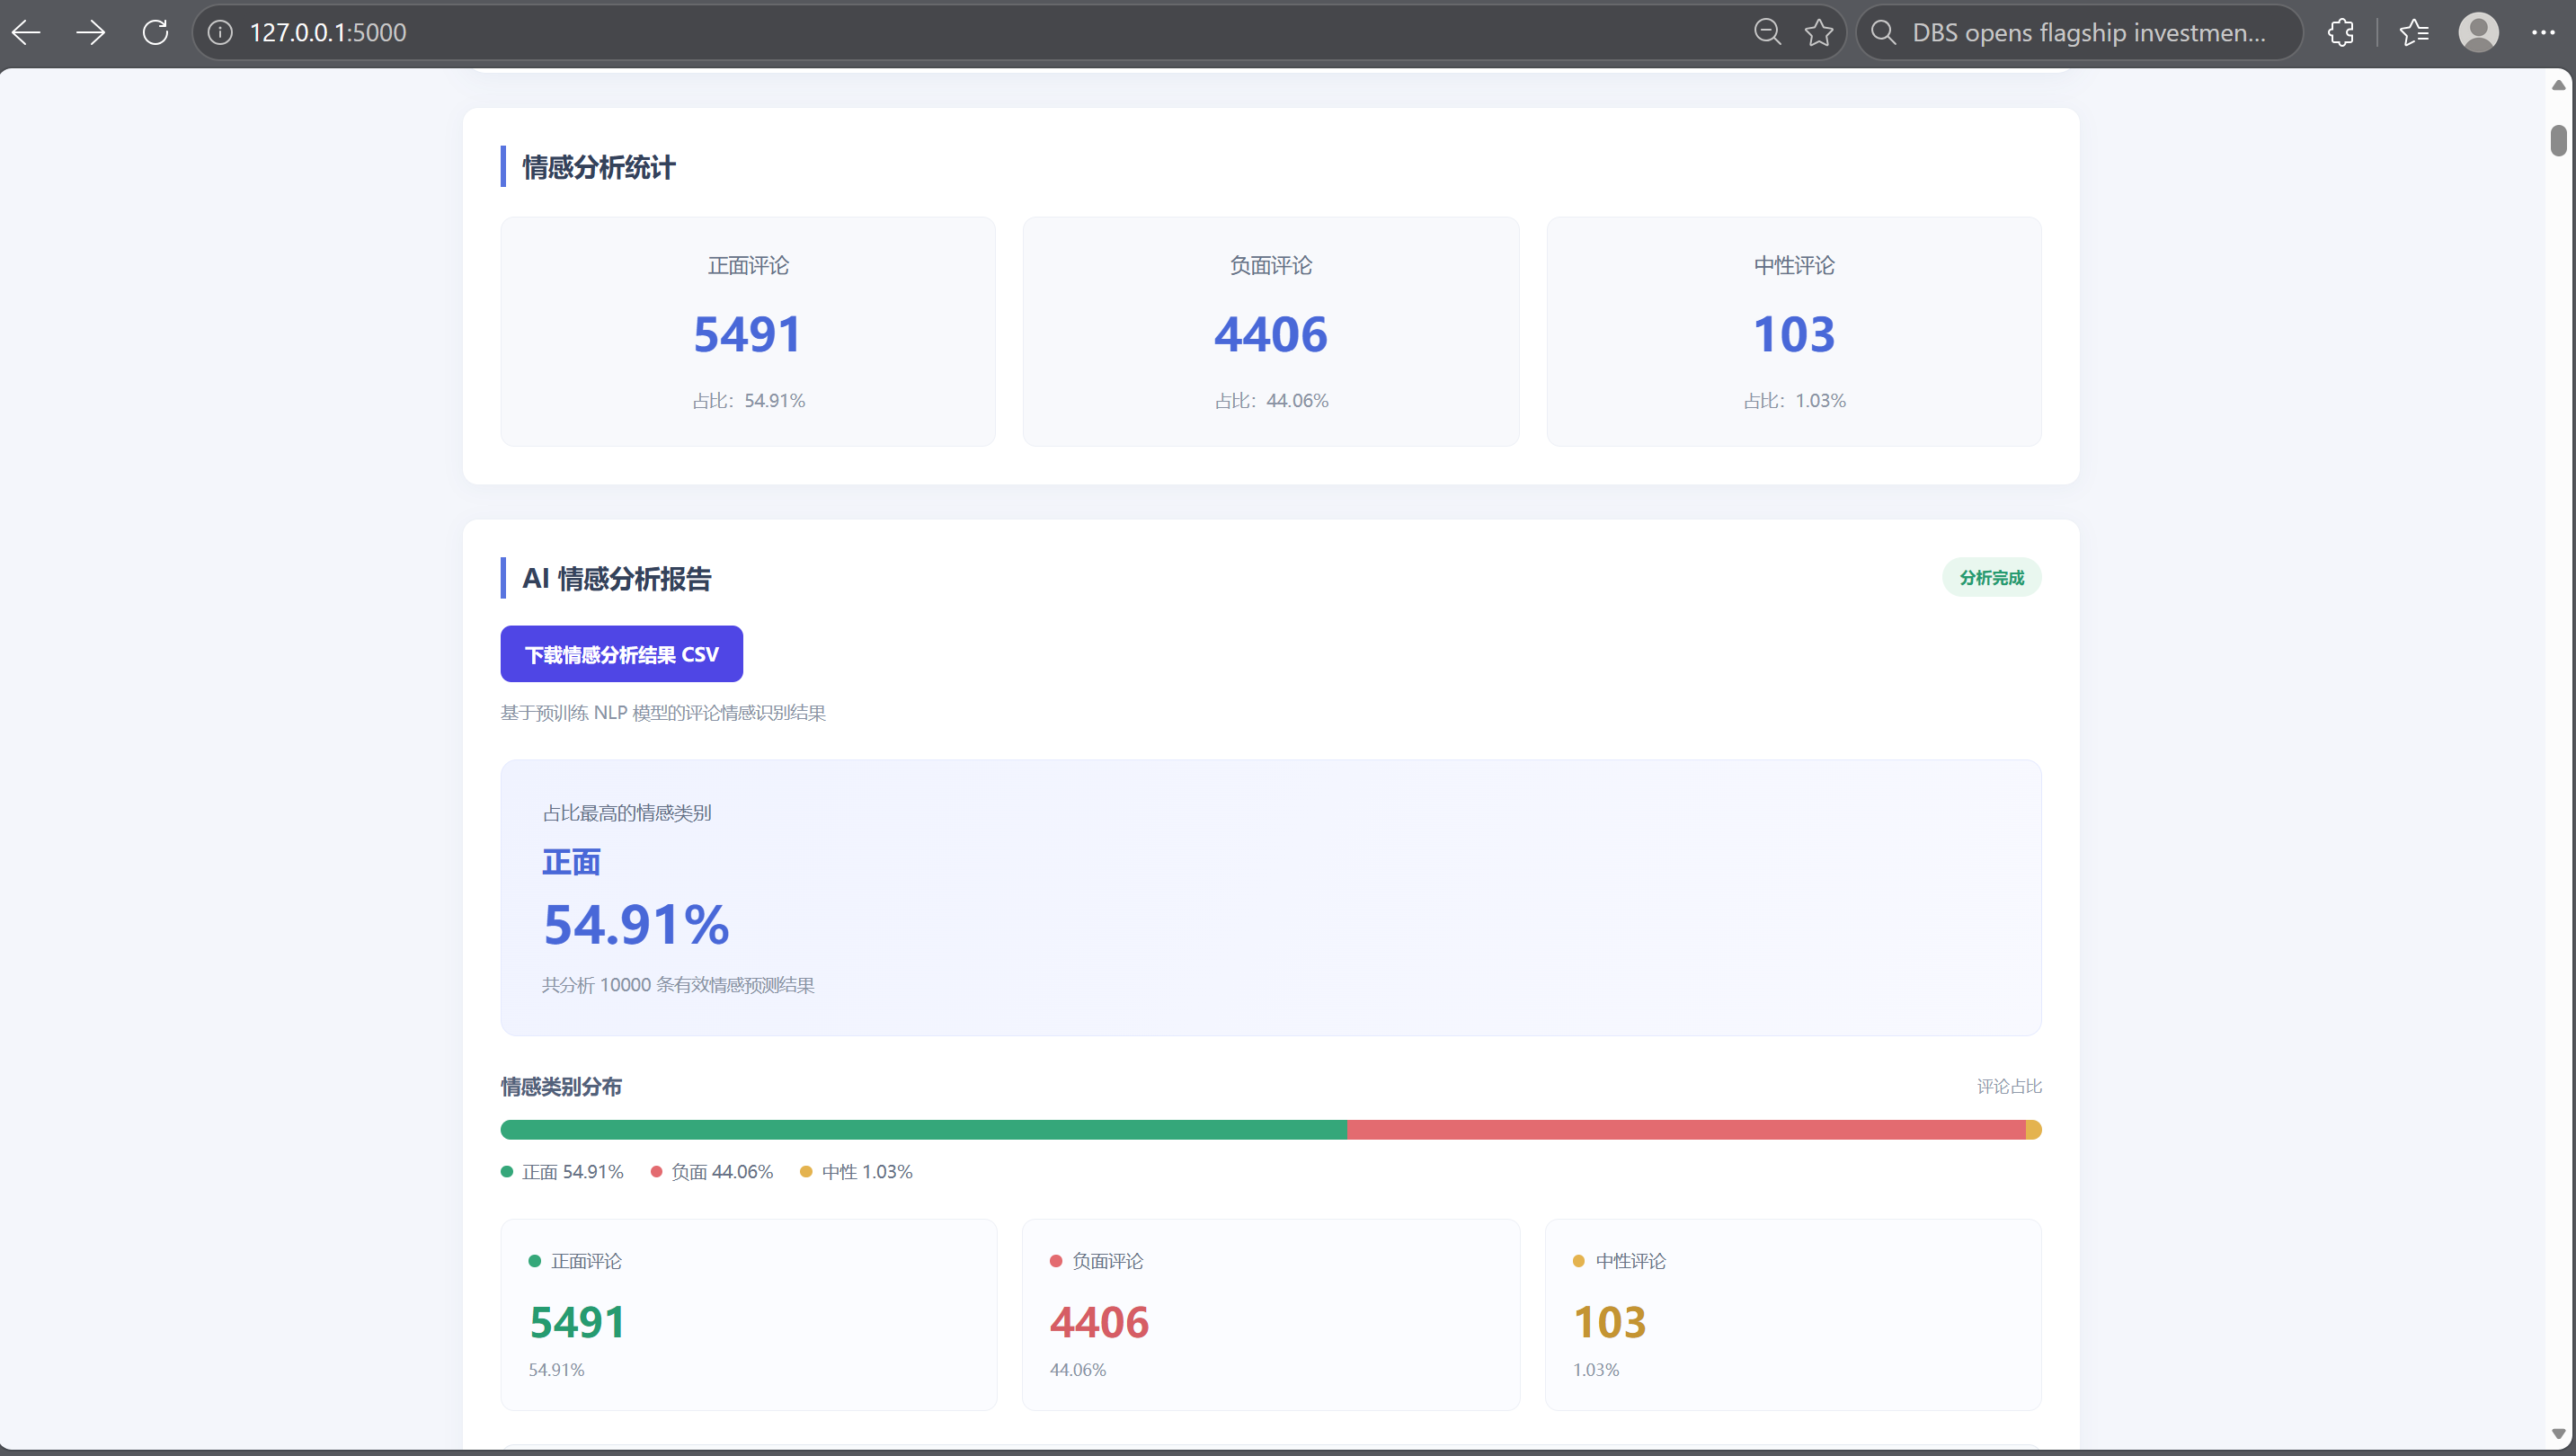 127.0.0.1:5000
DBS opens flagship investmen...
情感分析统计
正面评论
5491
占比：54.91%
负面评论
4406
占比：44.06%
中性评论
103
占比：1.03%
AI 情感分析报告
分析完成
下载情感分析结果 CSV
基于预训练 NLP 模型的评论情感识别结果
占比最高的情感类别
正面
54.91%
共分析 10000 条有效情感预测结果
情感类别分布
评论占比
正面 54.91% 负面 44.06% 中性 1.03%
正面评论
5491
54.91%
负面评论
4406
44.06%
中性评论
103
1.03%